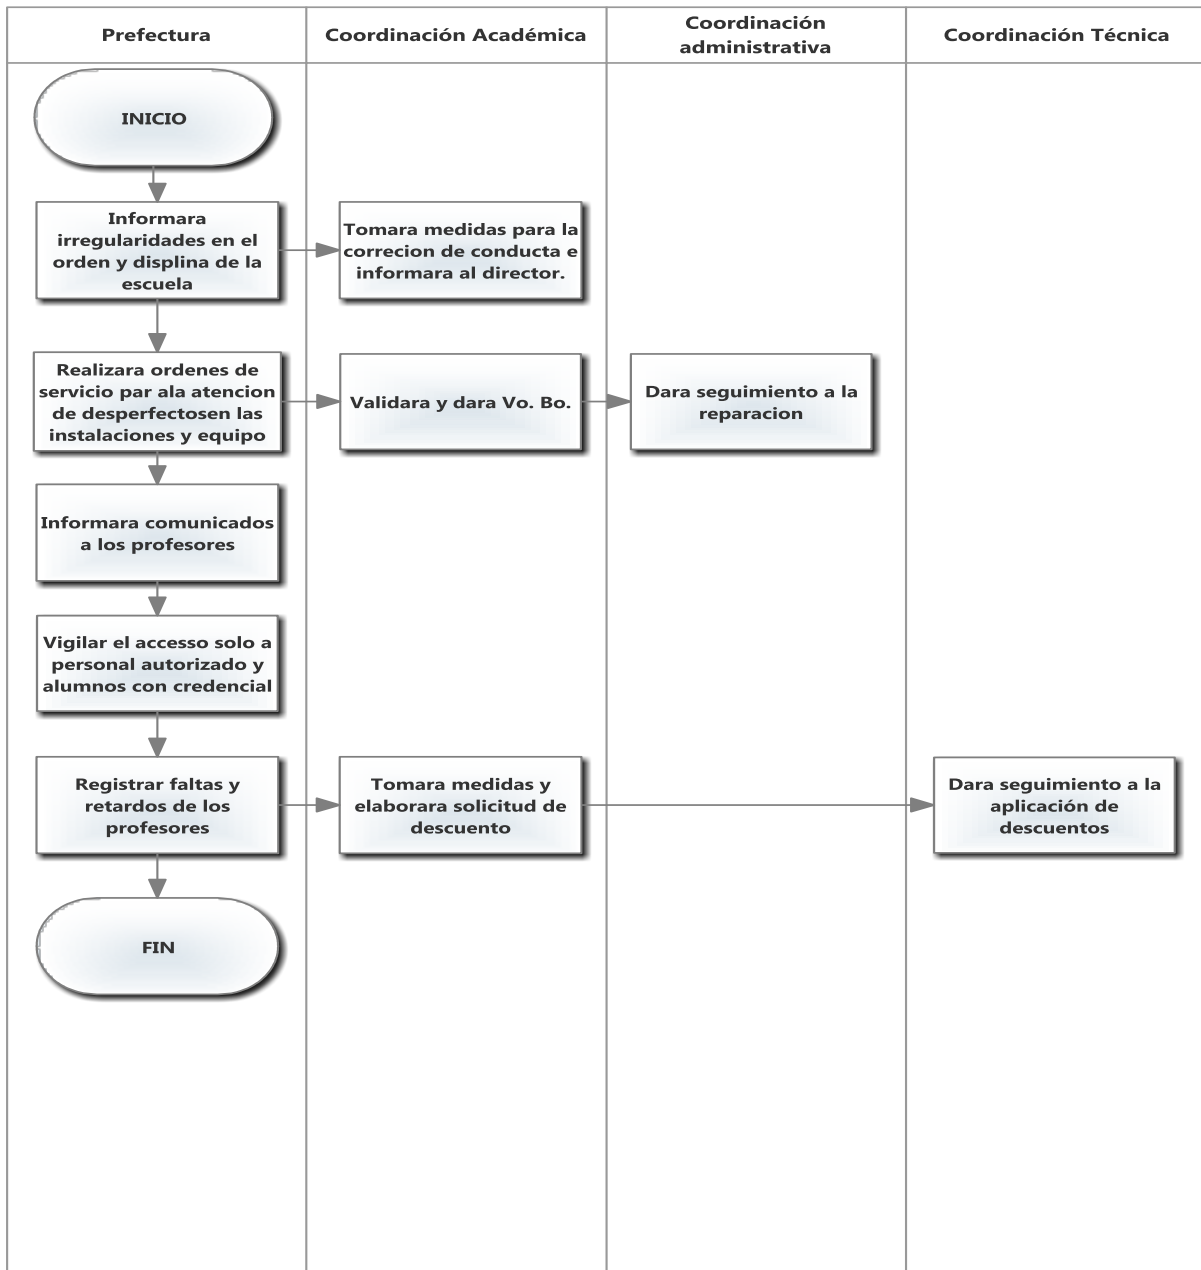 Prefectura
Coordinación Académica
Coordinación
administrativa
Coordinación Técnica
INICIO
Informara
irregularidades en el
orden y displina de la
escuela
Tomara medidas para la
correcion de conducta e
informara al director.
Realizara ordenes de
servicio par ala atencion
de desperfectosen las
instalaciones y equipo
Validara y dara Vo. Bo.
Dara seguimiento a la
reparacion
Informara comunicados
a los profesores
Vigilar el accesso solo a
personal autorizado y
alumnos con credencial
Registrar faltas y
retardos de los
profesores
Tomara medidas y
elaborara solicitud de
descuento
Dara seguimiento a la
aplicación de
descuentos
FIN